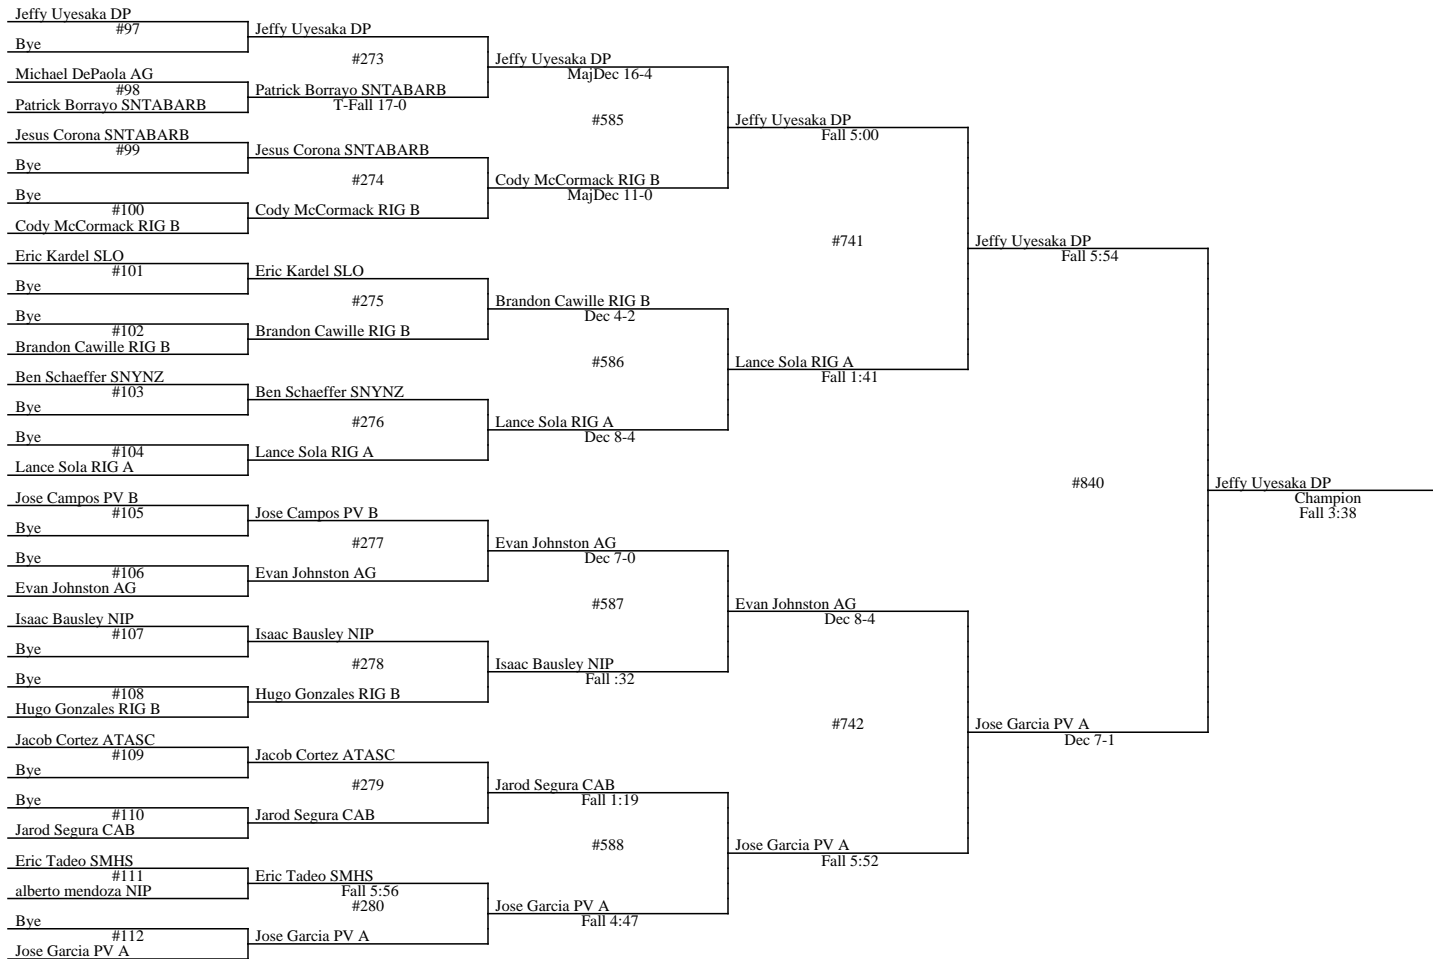 Jeffy Uyesaka DP
#97
Bye
Michael DePaola AG
#98
Patrick Borrayo SNTABARB
Jesus Corona SNTABARB
#99
Bye
Bye
#100
Cody McCormack RIG B
Eric Kardel SLO
#101
Bye
Bye
#102
Brandon Cawille RIG B
Ben Schaeffer SNYNZ
#103
Bye
Bye
#104
Lance Sola RIG A
Jose Campos PV B
#105
Bye
Bye
#106
Evan Johnston AG
Isaac Bausley NIP
#107
Bye
Bye
#108
Hugo Gonzales RIG B
Jacob Cortez ATASC
#109
Bye
Bye
#110
Jarod Segura CAB
Eric Tadeo SMHS
#111
alberto mendoza NIP
Bye
#112
Jose Garcia PV A
Jeffy Uyesaka DP
#273
Patrick Borrayo SNTABARB
T-Fall 17-0
Jesus Corona SNTABARB
#274
Cody McCormack RIG B
Eric Kardel SLO
#275
Brandon Cawille RIG B
Ben Schaeffer SNYNZ
#276
Lance Sola RIG A
Jose Campos PV B
#277
Evan Johnston AG
Isaac Bausley NIP
#278
Hugo Gonzales RIG B
Jacob Cortez ATASC
#279
Jarod Segura CAB
Eric Tadeo SMHS
Fall 5:56
#280
Jose Garcia PV A
Jeffy Uyesaka DP
MajDec 16-4
#585
Cody McCormack RIG B
MajDec 11-0
Brandon Cawille RIG B
Dec 4-2
#586
Lance Sola RIG A
Dec 8-4
Evan Johnston AG
Dec 7-0
#587
Isaac Bausley NIP
Fall :32
Jarod Segura CAB
Fall 1:19
#588
Jose Garcia PV A
Fall 4:47
Jeffy Uyesaka DP
Fall 5:00
#741
Lance Sola RIG A
Fall 1:41
Evan Johnston AG
Dec 8-4
#742
Jose Garcia PV A
Fall 5:52
Jeffy Uyesaka DP
Fall 5:54
#840
Jose Garcia PV A
Dec 7-1
Jeffy Uyesaka DP
Champion
Fall 3:38